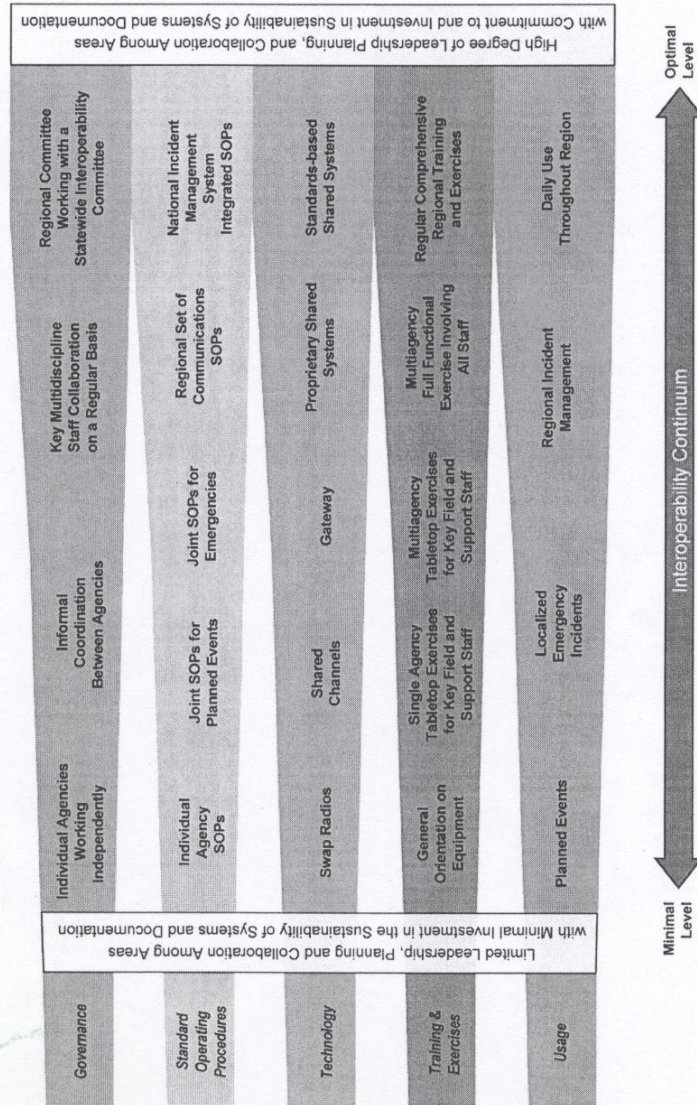 Governance
Individual Agencies
Working
Independently
Informal
Coordination
Between Agencies
Key Multidiscipline
Staff Collaboration
on a Regular Basis
Regional Committee
Working with a
Statewide Interoperability
Committee
Standard
Operating
Procedures
Individual
Agency
SOPs
Joint SOPs for
Planned Events
Joint SOPs for
Emergencies
Regional Set of
Communications
SOPs
National Incident
Management
System
Integrated SOPs
Technology
Swap Radios
Shared
Channels
Gateway
Proprietary Shared
Systems
Standards-based
Shared Systems
Training &
Exercises
General
Orientation on
Equipment
Single Agency
Tabletop Exercises
for Key Field and
Support Staff
Multiagency
Tabletop Exercises
for Key Field and
Support Staff
Multiagency
Full Functional
Exercise Involving
All Staff
Regular Comprehensive
Regional Training
and Exercises
Usage
Planned Events
Localized
Emergency
Incidents
Regional Incident
Management
Daily Use
Throughout Region
Limited Leadership, Planning and Collaboration Among Areas
with Minimal Investment in the Sustainability of Systems and Documentation
High Degree of Leadership Planning, and Collaboration Among Areas
with Commitment to and Investment in Sustainability of Systems and Documentation
Minimal
Level
Interoperability Continuum
Optimal
Level